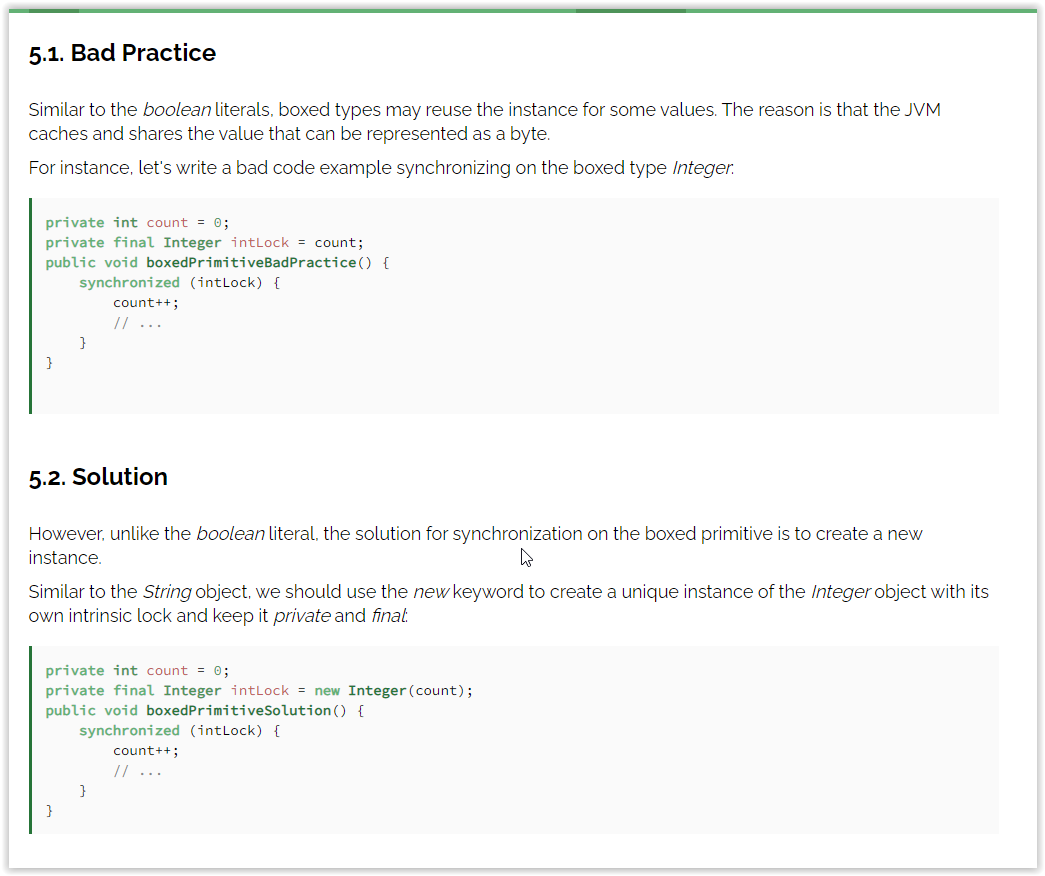 5.1. Bad Practice
Similar to the boolean literals, boxed types may reuse the instance for some values. The reason is that the JVM
caches and shares the value that can be represented as a byte.
For instance, let's write a bad code example synchronizing on the boxed type Integer:
private int count = 0;
private final Integer intLock = count;
public void boxedPrimitiveBadPractice() {
    synchronized (intLock) {
        count++;
        // ...
    }
}
5.2. Solution
However, unlike the boolean literal, the solution for synchronization on the boxed primitive is to create a new
instance.
Similar to the String object, we should use the new keyword to create a unique instance of the Integer object with its
own intrinsic lock and keep it private and final:
private int count = 0;
private final Integer intLock = new Integer(count);
public void boxedPrimitiveSolution() {
    synchronized (intLock) {
        count++;
        // ...
    }
}